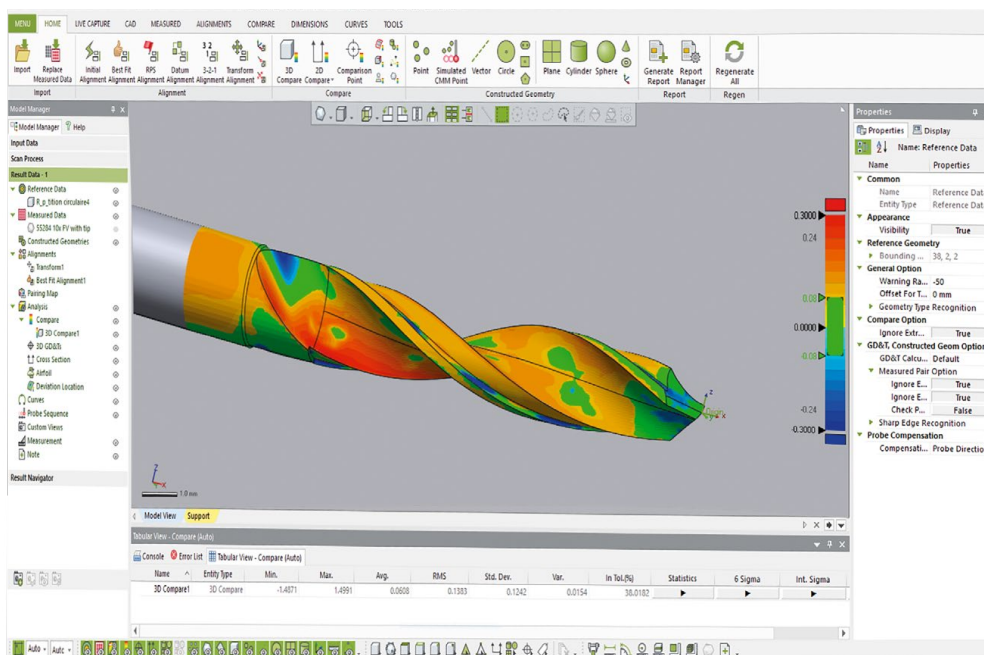 MENU HOME LIVE CAPTURE CAD MEASURED ALIGNMENTS COMPARE DIMENSIONS CURVES TOOLS
Import Replace Measured Data Initial Alignment Best Fit Alignment RPS Alignment Datum Alignment 3-2-1 Alignment Transform Alignment 3D Compare 2D Compare Comparison Point Point Simulated CMM Point Vector Circle Plane Cylinder Sphere Generate Report Report Manager Regenerate All
Import Alignment Compare Constructed Geometry Report Regen
Model Manager
Model Manager Help
Input Data
Scan Process
Result Data - 1
Reference Data
R_p_tition circulaire4
Measured Data
55284 10x FV with tip
Constructed Geometries
Alignments
Transform1
Best Fit Alignment1
Pairing Map
Analysis
Compare
3D Compare1
3D GD&Ts
Cross Section
Airfoil
Deviation Location
Curves
Probe Sequence
Custom Views
Measurement
Note
Result Navigator
0.3000
0.24
0.08
0.0000
-0.08
-0.24
-0.3000
Z
X
1.0 mm
Model View Support
Properties
Properties Display
Name: Reference Data
Name Properties
Common
Name Reference Dat
Entity Type Reference Dat
Appearance
Visibility True
Reference Geometry
Bounding ... 38, 2, 2
General Option
Warning Ra... -50
Offset For T... 0 mm
Geometry Type Recognition
Compare Option
Ignore Extr... True
GD&T, Constructed Geom Option
GD&T Calcu... Default
Measured Pair Option
Ignore E... True
Ignore E... True
Check P... False
Sharp Edge Recognition
Probe Compensation
Compensati... Probe Directio
Tabular View - Compare (Auto)
Console Error List Tabular View - Compare (Auto)
Name Entity Type Min. Max. Avg. RMS Std. Dev. Var. In Tol.(%) Statistics 6 Sigma Int. Sigma
3D Compare1 3D Compare -1.4871 1.4991 0.0608 0.1383 0.1242 0.0154 38.0182
Auto Autc